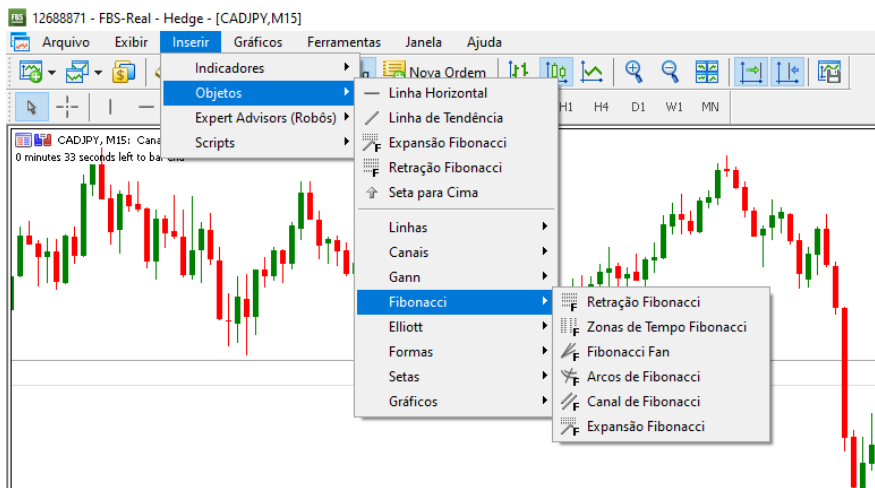 FBS 12688871 - FBS-Real - Hedge - [CADJPY,M15]
Arquivo Exibir Inserir Gráficos Ferramentas Janela Ajuda
Nova Ordem
H1 H4 D1 W1 MN
Indicadores
Objetos
Expert Advisors (Robôs)
Scripts
Linha Horizontal
Linha de Tendência
Expansão Fibonacci
Retração Fibonacci
Seta para Cima
Linhas
Canais
Gann
Fibonacci
Elliott
Formas
Setas
Gráficos
Retração Fibonacci
Zonas de Tempo Fibonacci
Fibonacci Fan
Arcos de Fibonacci
Canal de Fibonacci
Expansão Fibonacci
CADJPY, M15:
0 minutes 33 seconds left to bar end